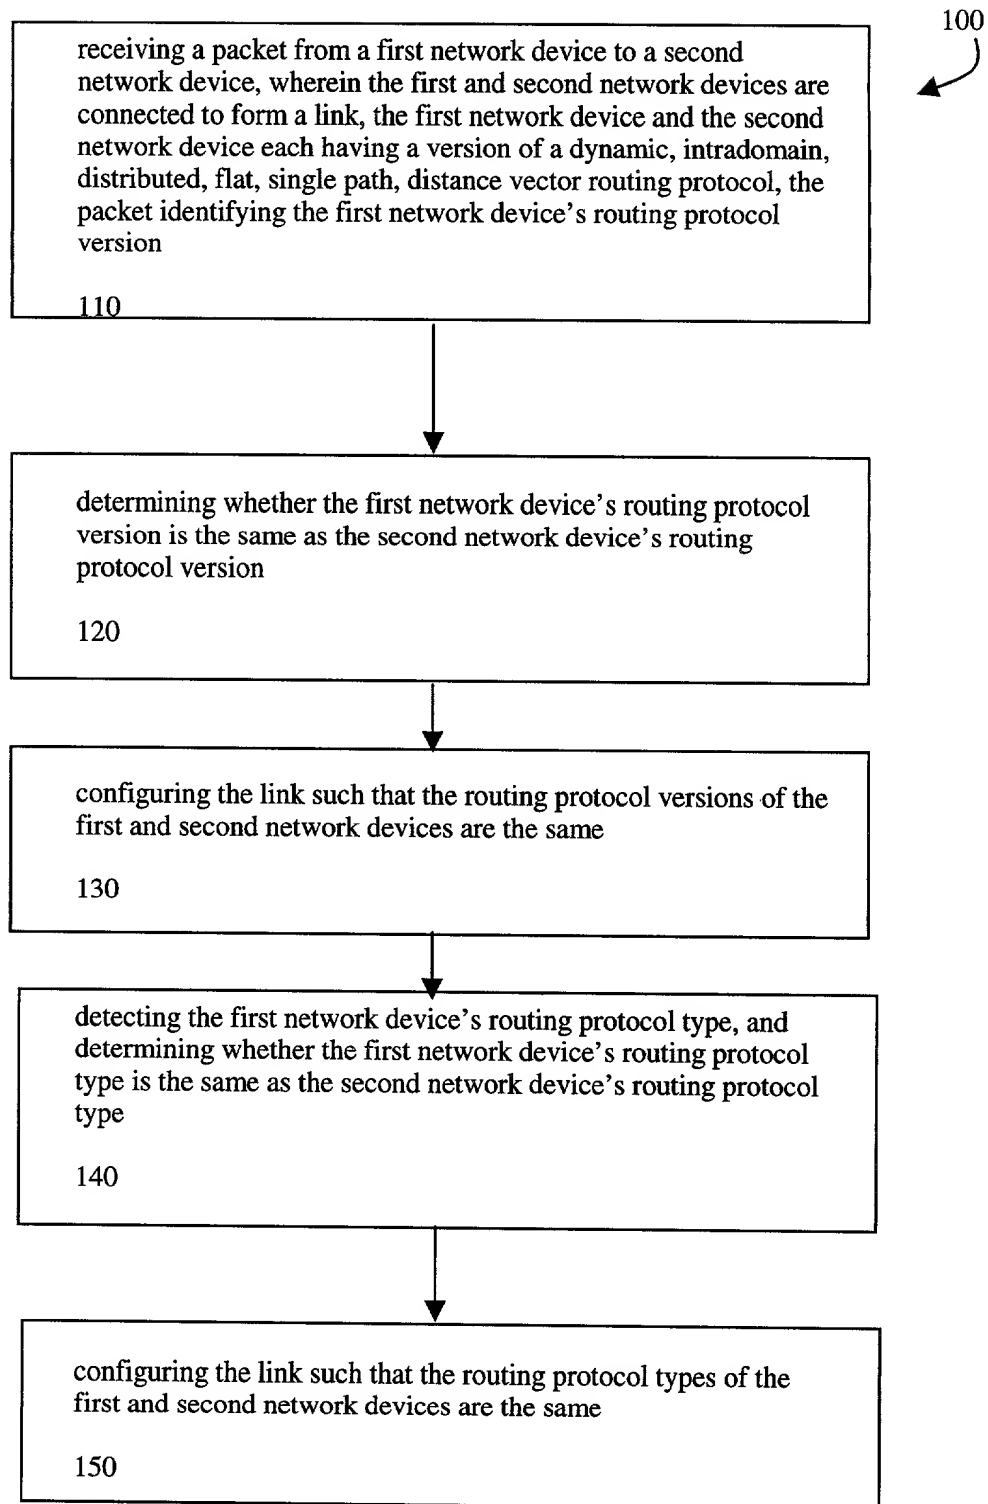 100
receiving a packet from a first network device to a second
network device, wherein the first and second network devices are
connected to form a link, the first network device and the second
network device each having a version of a dynamic, intradomain,
distributed, flat, single path, distance vector routing protocol, the
packet identifying the first network device's routing protocol
version
110
determining whether the first network device's routing protocol
version is the same as the second network device's routing
protocol version
120
configuring the link such that the routing protocol versions of the
first and second network devices are the same
130
detecting the first network device's routing protocol type, and
determining whether the first network device's routing protocol
type is the same as the second network device's routing protocol
type
140
configuring the link such that the routing protocol types of the
first and second network devices are the same
150